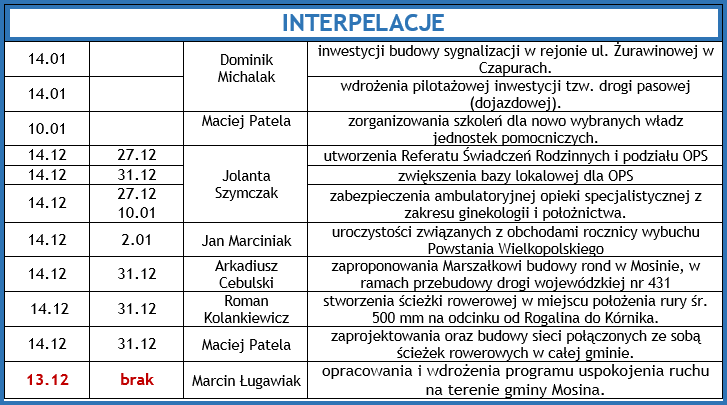 INTERPELACJE
14.01 Dominik Michalak inwestycji budowy sygnalizacji w rejonie ul. Żurawinowej w
Czapurach.
14.01 wdrożenia pilotażowej inwestycji tzw. drogi pasowej
(dojazdowej).
10.01 Maciej Patela zorganizowania szkoleń dla nowo wybranych władz
jednostek pomocniczych.
14.12 27.12 Jolanta Szymczak utworzenia Referatu Świadczeń Rodzinnych i podziału OPS
14.12 31.12 zwiększenia bazy lokalowej dla OPS
14.12 27.12 zabezpieczenia ambulatoryjnej opieki specjalistycznej z
10.01 zakresu ginekologii i położnictwa.
14.12 2.01 Jan Marciniak uroczystości związanych z obchodami rocznicy wybuchu
Powstania Wielkopolskiego
14.12 31.12 Arkadiusz zaproponowania Marszałkowi budowy rond w Mosinie, w
Cebulski ramach przebudowy drogi wojewódzkiej nr 431
14.12 31.12 Roman stworzenia ścieżki rowerowej w miejscu położenia rury śr.
Kolankiewicz 500 mm na odcinku od Rogalina do Kórnika.
14.12 31.12 Maciej Patela zaprojektowania oraz budowy sieci połączonych ze sobą
ścieżek rowerowych w całej gminie.
13.12 brak Marcin Ługawiak opracowania i wdrożenia programu uspokojenia ruchu
na terenie gminy Mosina.